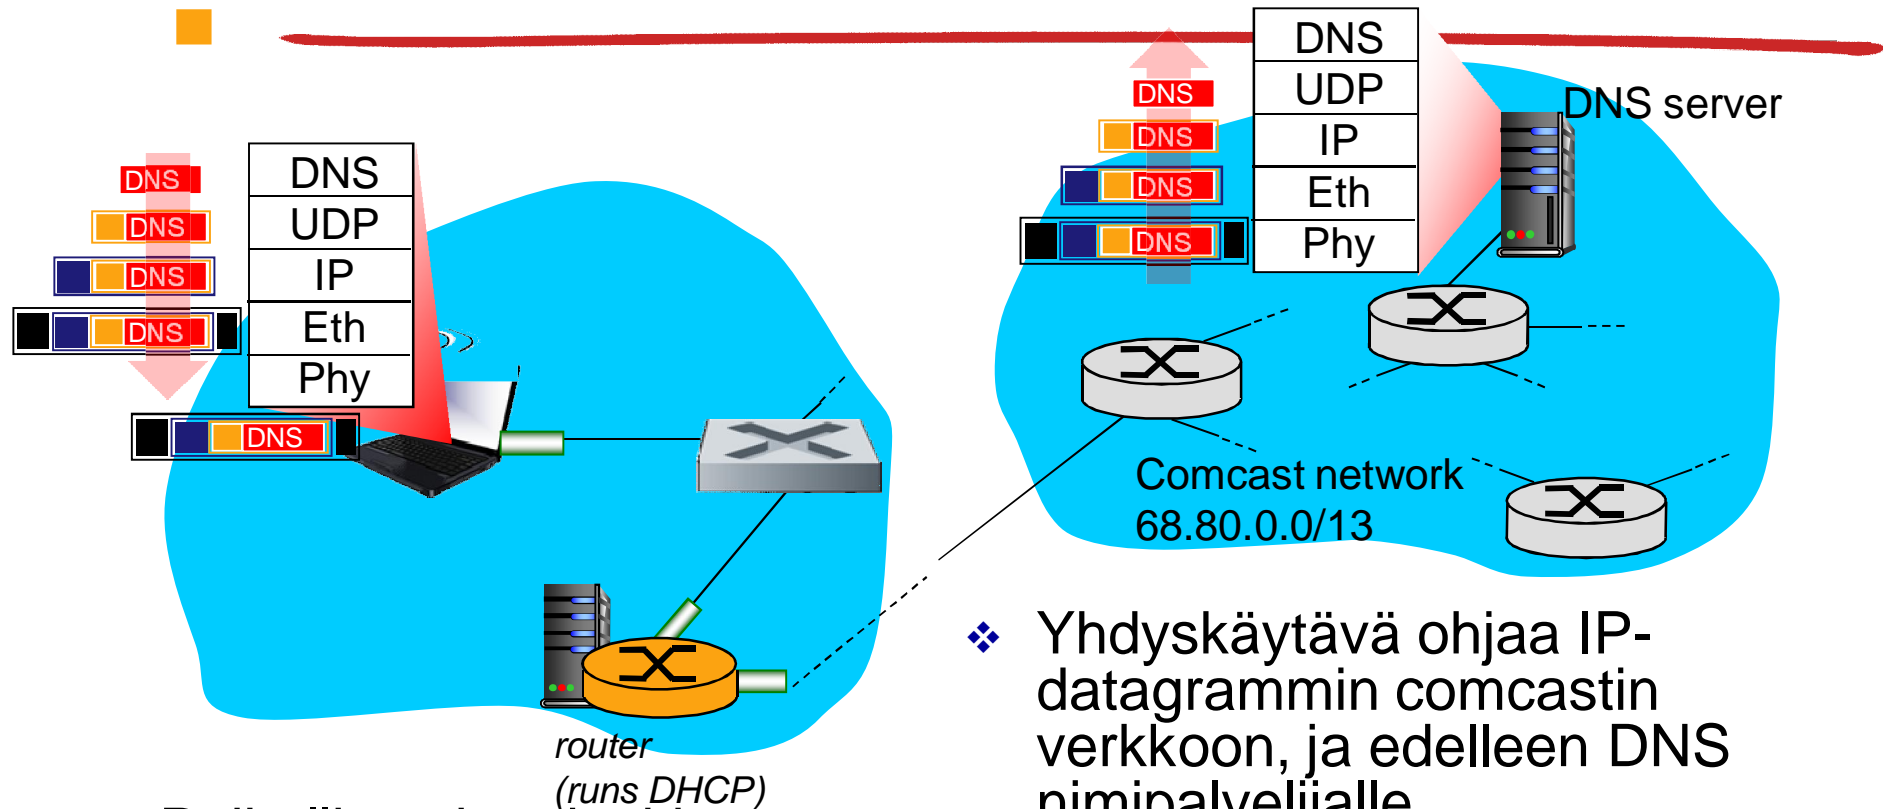 DNS
UDP
IP
Eth
Phy
DNS
DNS
DNS
DNS
DNS server
DNS
UDP
IP
Eth
Phy
DNS
DNS
DNS
DNS
DNS
Comcast network
68.80.0.0/13
router
(runs DHCP)
Yhdyskäytävä ohjaa IP-
datagrammin comcastin
verkkoon, ja edelleen DNS
nimipalvelijalle